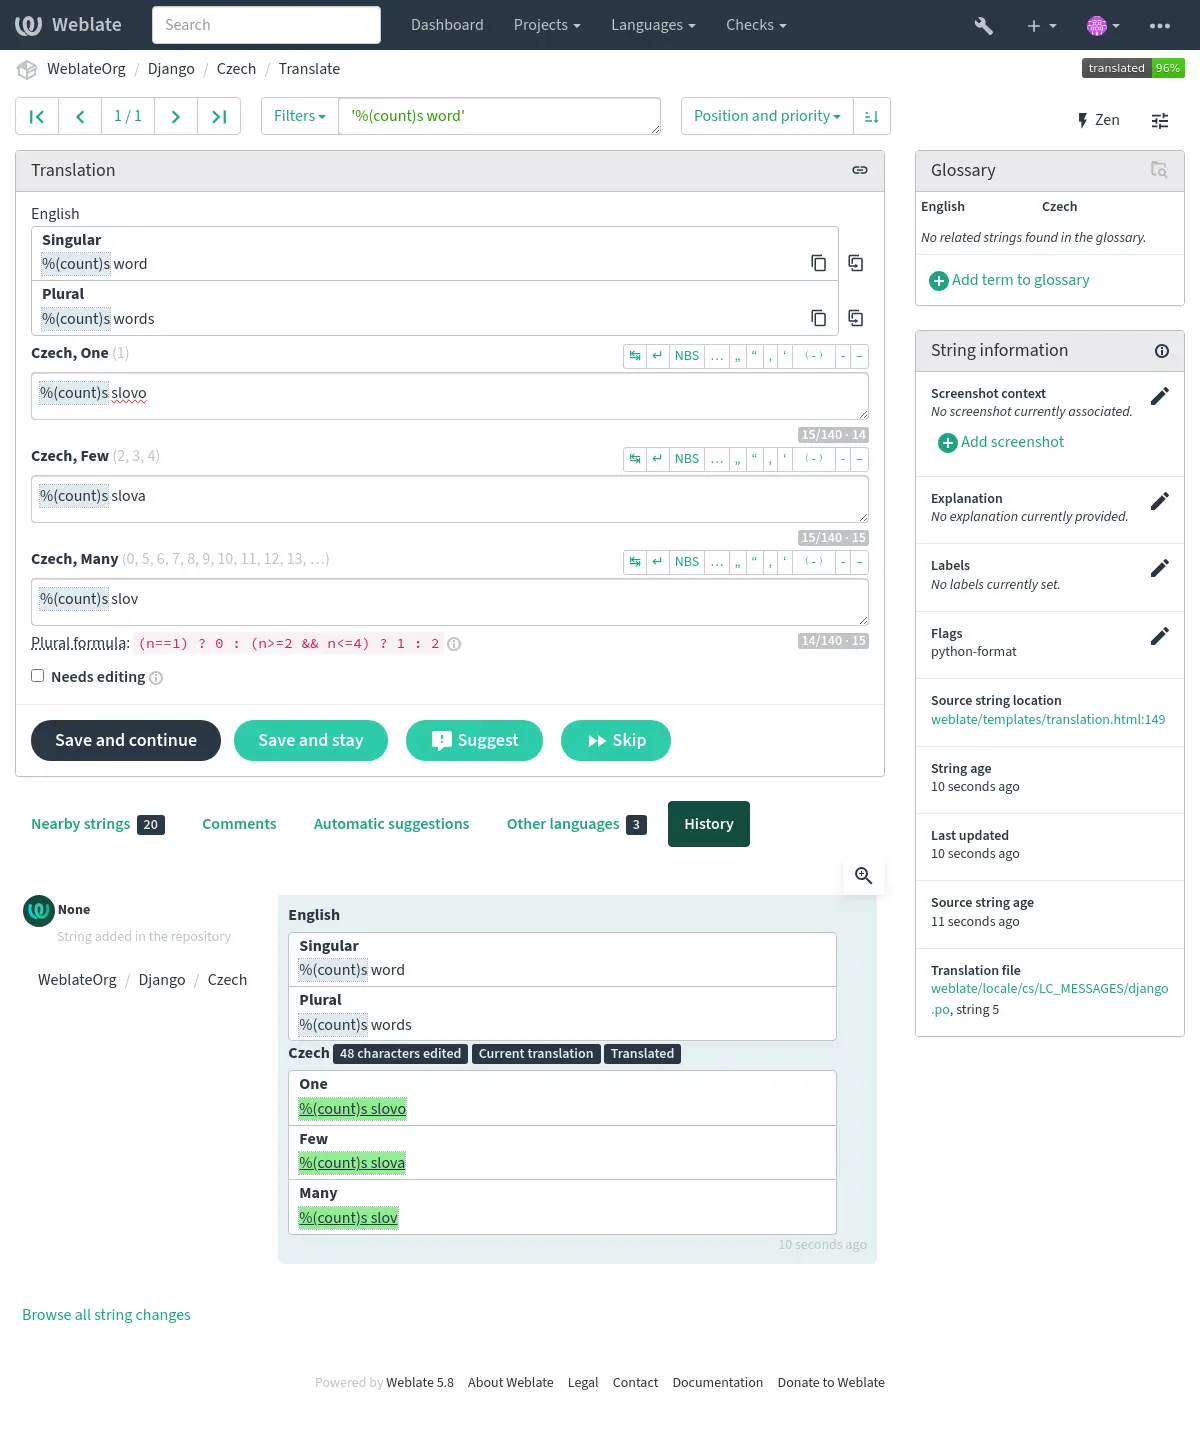 Weblate
Search
Dashboard Projects Languages Checks
WeblateOrg / Django / Czech / Translate
translated 96%
1 / 1
Filters
'%(count)s word'
Position and priority
Zen
Translation
English
Singular
%(count)s word
Plural
%(count)s words
Czech, One (1)
↹ ↵ NBS … „ “ ‚ ‘ (-) - –
%(count)s slovo
15/140 · 14
Czech, Few (2, 3, 4)
↹ ↵ NBS … „ “ ‚ ‘ (-) - –
%(count)s slova
15/140 · 15
Czech, Many (0, 5, 6, 7, 8, 9, 10, 11, 12, 13, …)
↹ ↵ NBS … „ “ ‚ ‘ (-) - –
%(count)s slov
14/140 · 15
Plural formula: (n==1) ? 0 : (n>=2 && n<=4) ? 1 : 2
Needs editing
Save and continue
Save and stay
Suggest
Skip
Glossary
English Czech
No related strings found in the glossary.
Add term to glossary
String information
Screenshot context
No screenshot currently associated.
Add screenshot
Explanation
No explanation currently provided.
Labels
No labels currently set.
Flags
python-format
Source string location
weblate/templates/translation.html:149
String age
10 seconds ago
Last updated
10 seconds ago
Source string age
11 seconds ago
Translation file
weblate/locale/cs/LC_MESSAGES/django
.po, string 5
Nearby strings 20
Comments
Automatic suggestions
Other languages 3
History
None
String added in the repository
WeblateOrg / Django / Czech
English
Singular
%(count)s word
Plural
%(count)s words
Czech 48 characters edited Current translation Translated
One
%(count)s slovo
Few
%(count)s slova
Many
%(count)s slov
10 seconds ago
Browse all string changes
Powered by Weblate 5.8 About Weblate Legal Contact Documentation Donate to Weblate